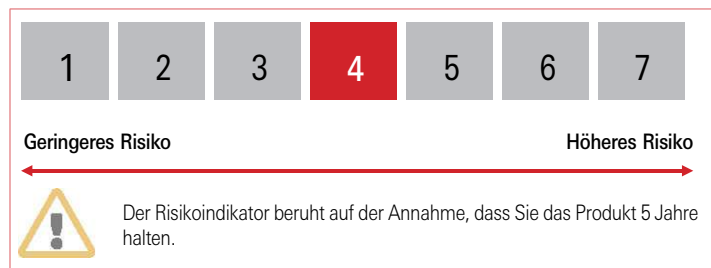 1 2 3 4 5 6 7
Geringeres Risiko Höheres Risiko
Der Risikoindikator beruht auf der Annahme, dass Sie das Produkt 5 Jahre
halten.